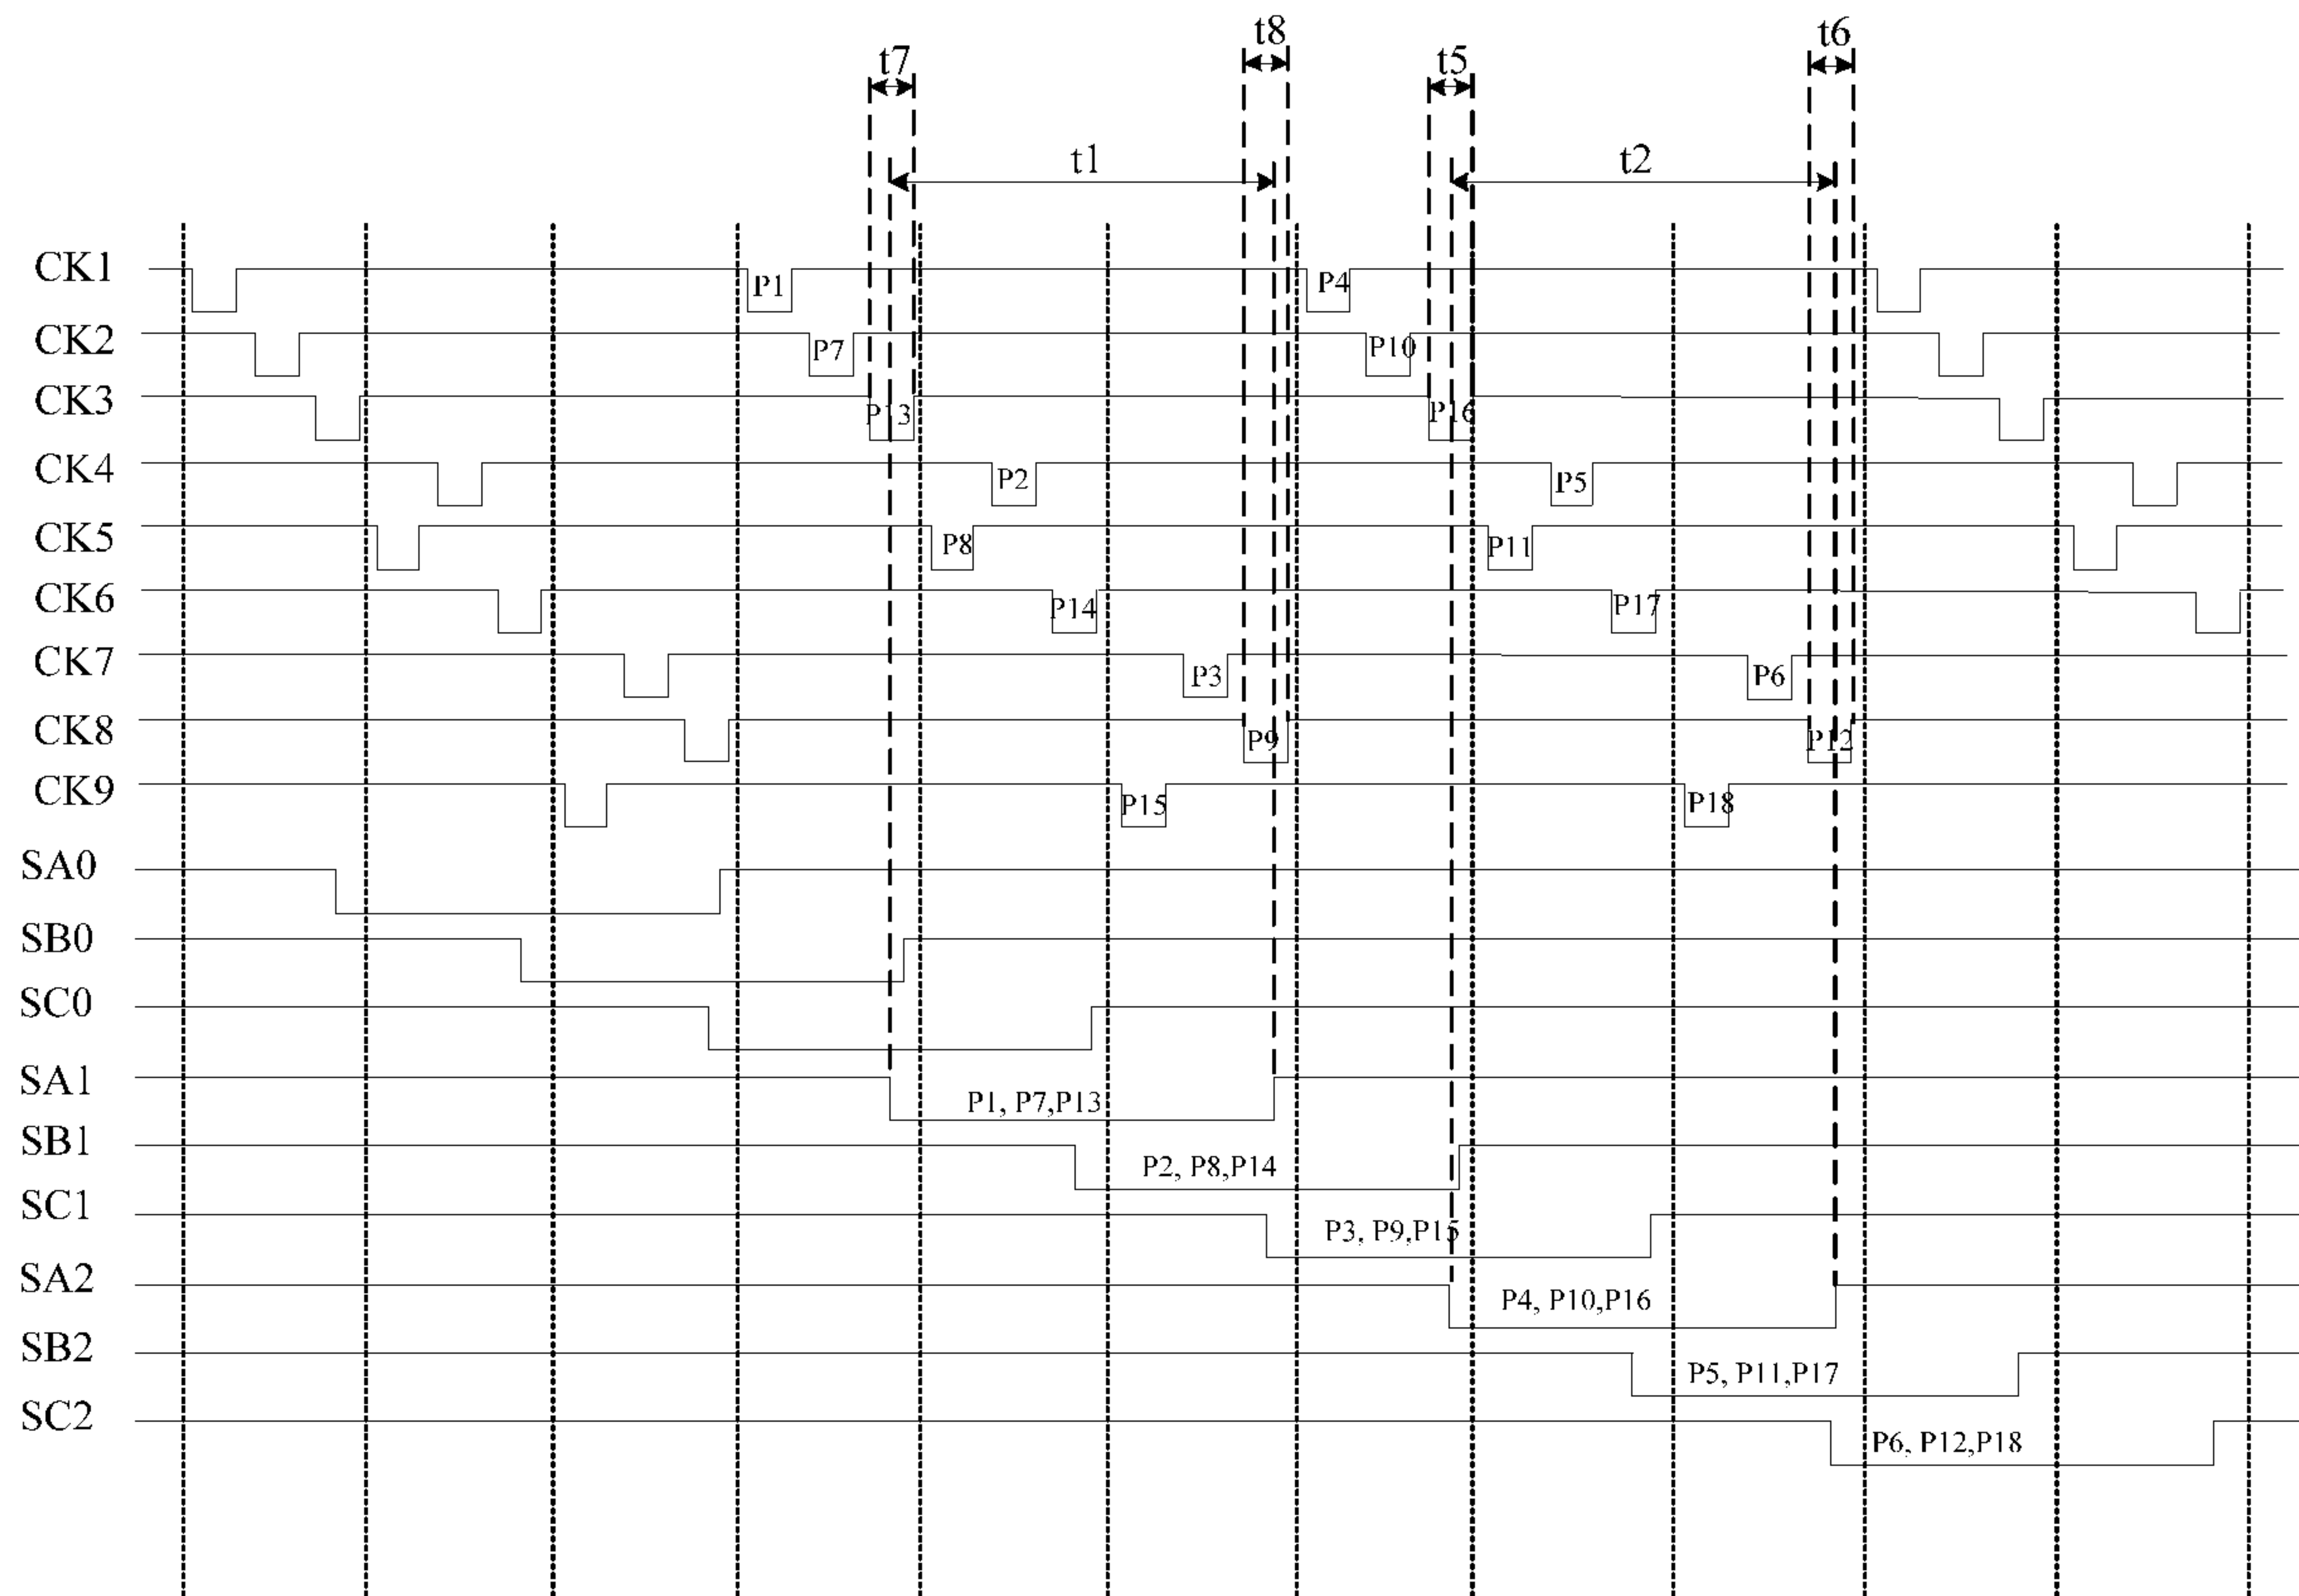 t8
t6
t7
t5
t1
t2
CK1
P1
P4
CK2
P7
P10
CK3
P13
P16
CK4
P2
P5
CK5
P8
P11
CK6
P14
P17
CK7
P3
P6
CK8
P9
P12
CK9
P15
P18
SA0
SB0
SC0
SA1
P1, P7,P13
SB1
P2, P8,P14
SC1
P3, P9,P15
SA2
P4, P10,P16
SB2
P5, P11,P17
SC2
P6, P12,P18